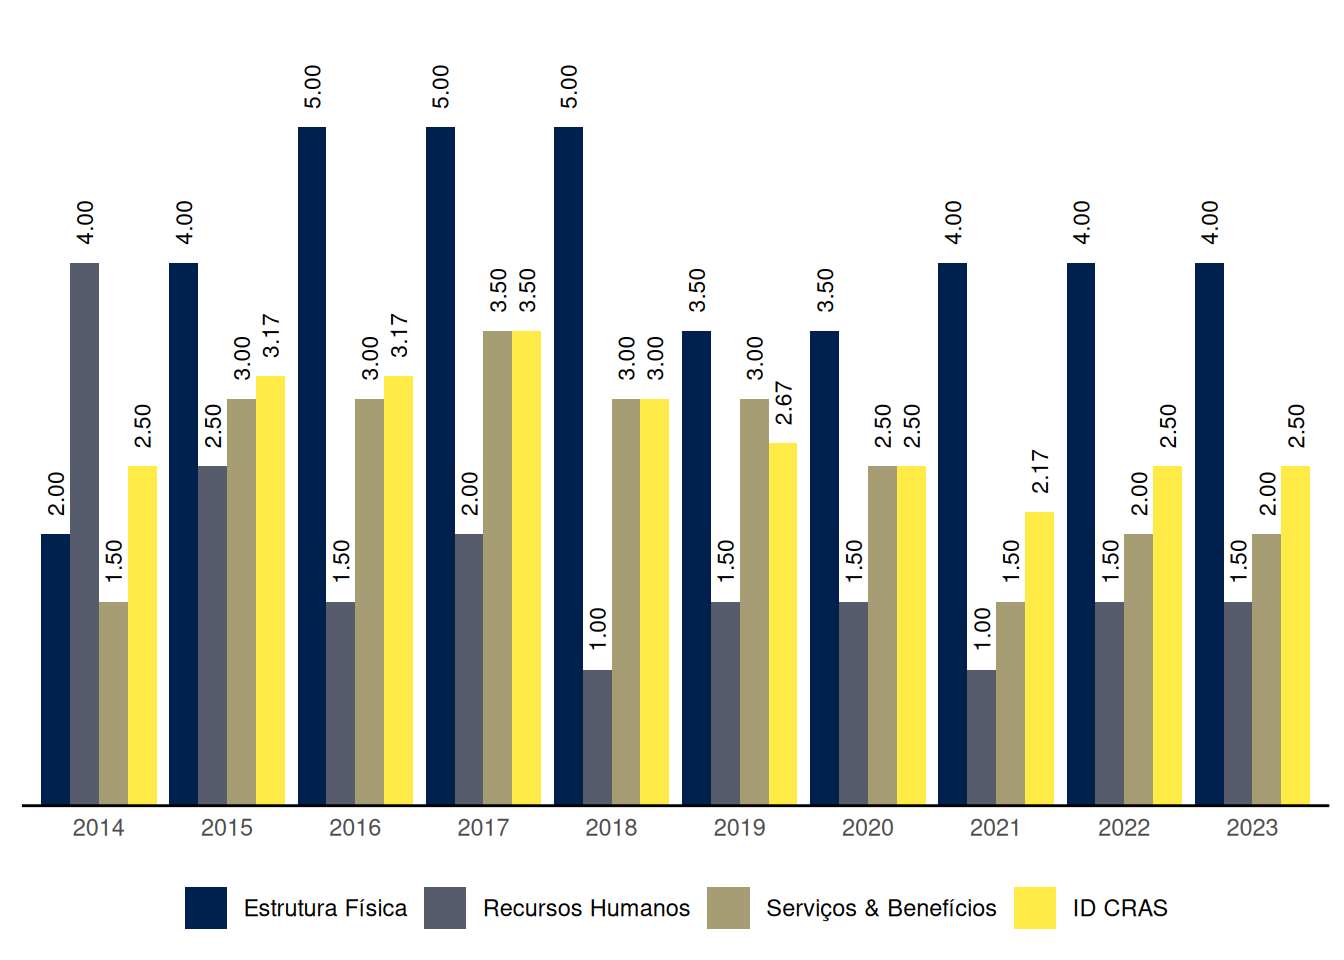 5.00 5.00 5.00
4.00 4.00 4.00 4.00 4.00
3.50 3.50 3.50 3.50
3.00 3.17 3.00 3.17 3.00 3.00 3.00
2.50 2.50 2.67 2.50 2.50 2.50 2.50
2.00 2.00 2.17 2.00 2.00
1.50 1.50 1.50 1.50 1.50 1.50 1.50
1.00 1.00
2014 2015 2016 2017 2018 2019 2020 2021 2022 2023
Estrutura Física Recursos Humanos Serviços & Benefícios ID CRAS